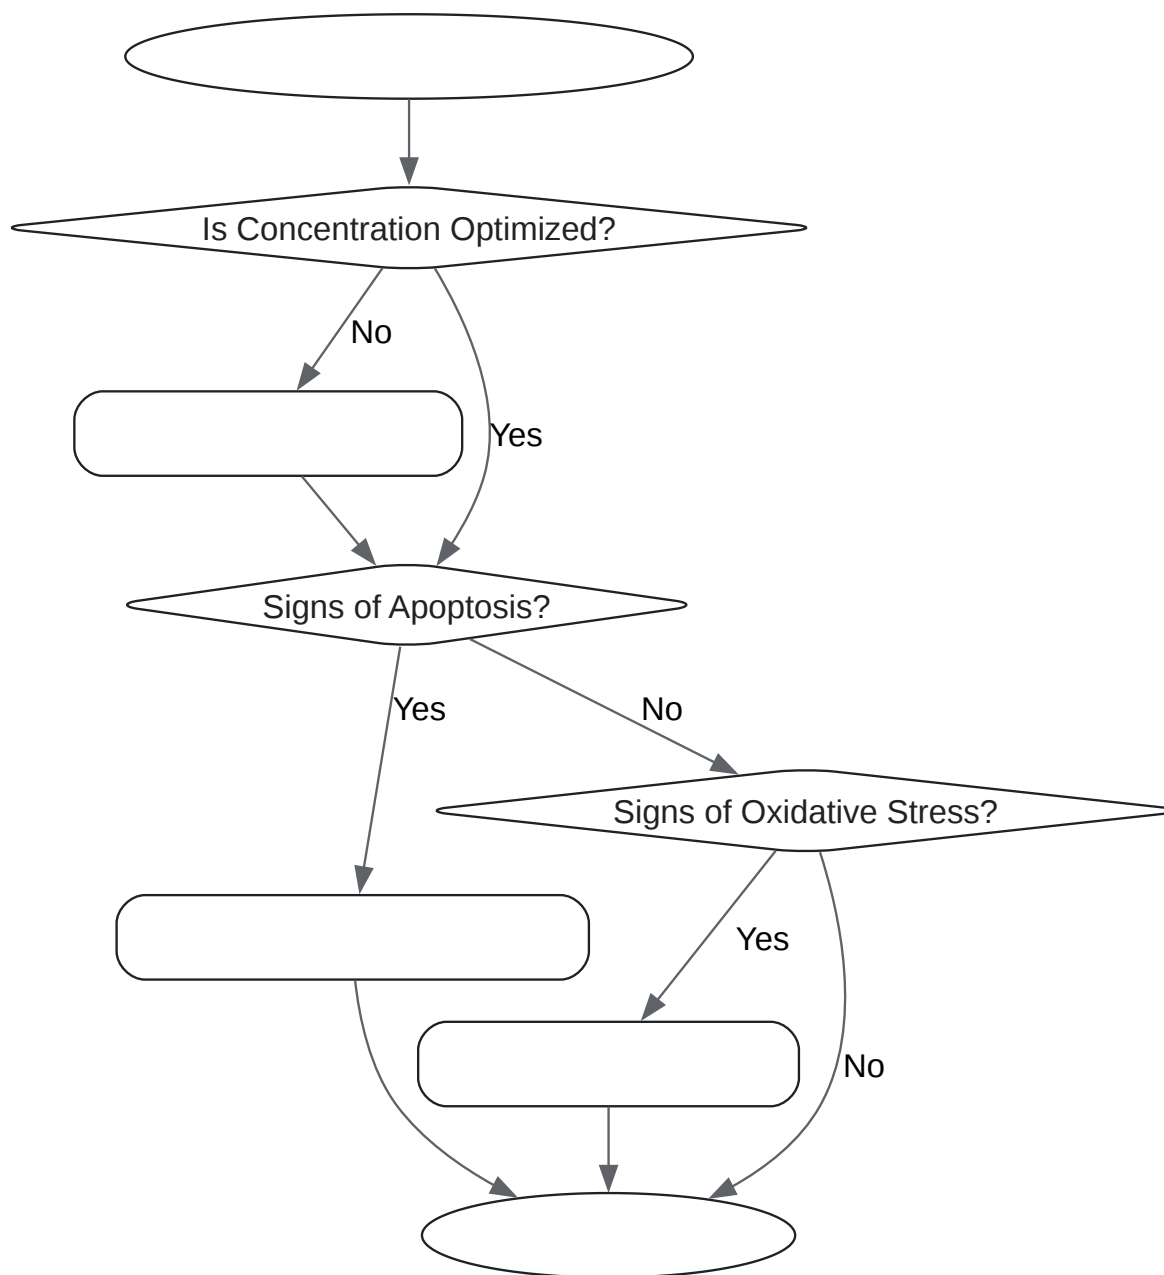 Is Concentration Optimized?
No
Yes
Signs of Apoptosis?
Yes
No
Signs of Oxidative Stress?
Yes
No